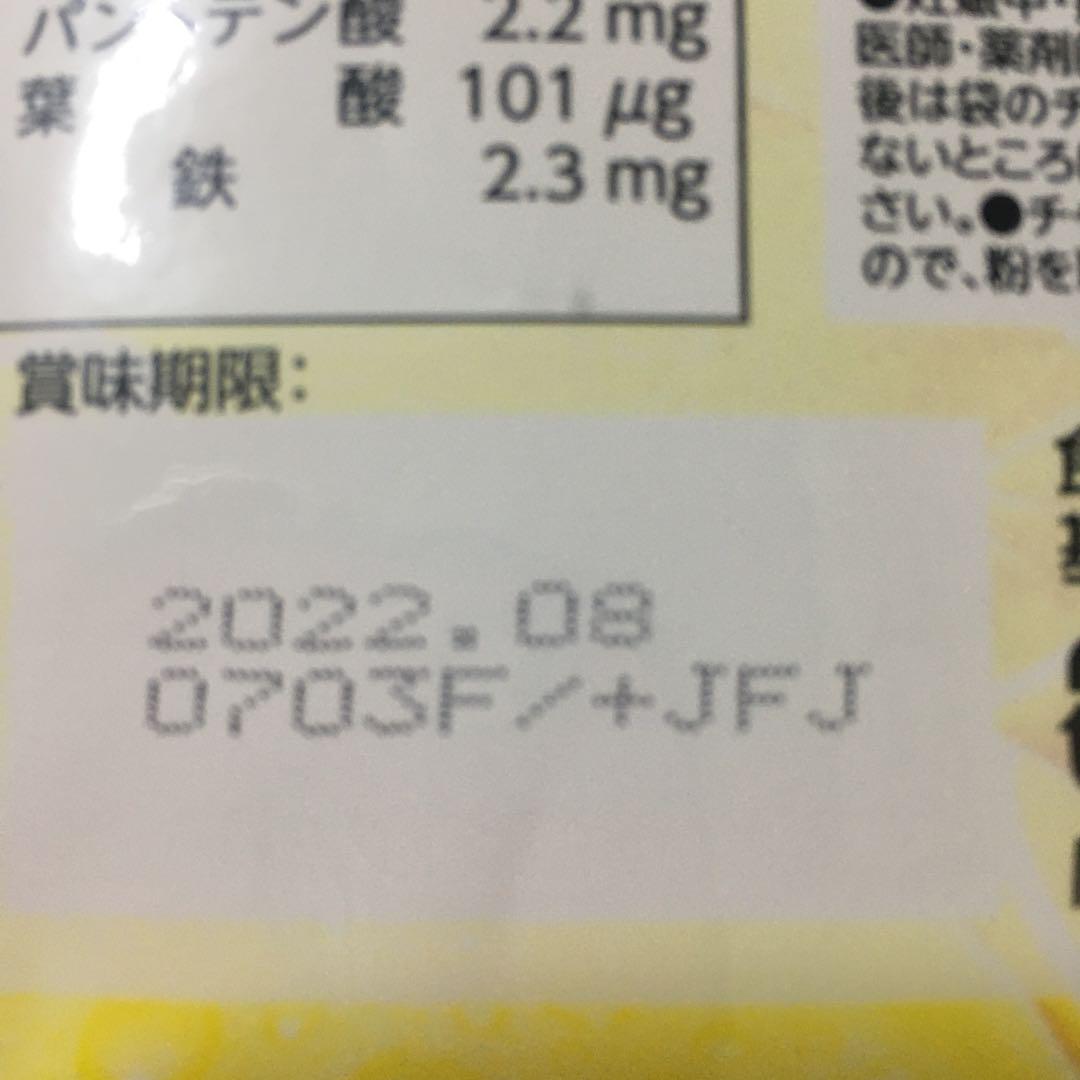 パントテン酸 2.2 mg
葉 酸 101 μg
鉄 2.3 mg
医師・薬剤
後は袋のチ
ないところ
さい。●チ
ので、粉を
賞味期限:
2022.08
0703F/+JFJ